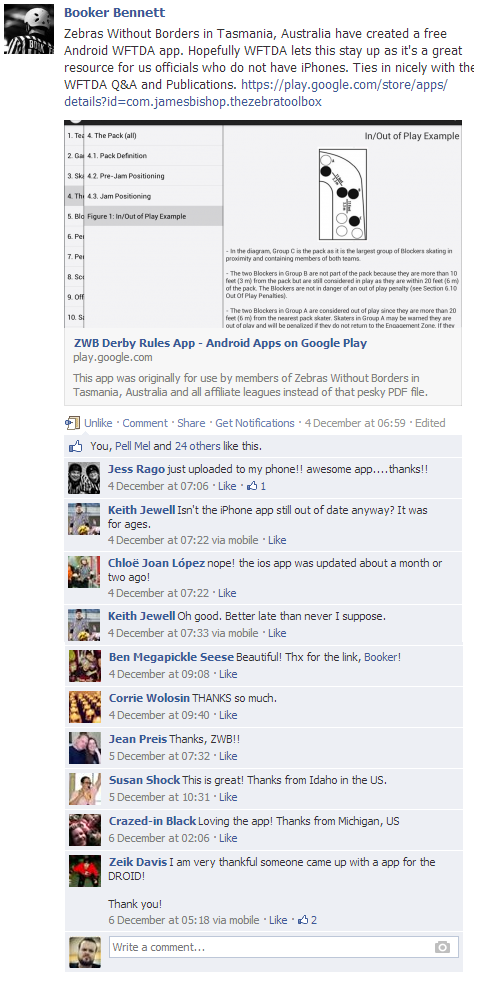 Booker Bennett
Zebras Without Borders in Tasmania, Australia have created a free
Android WFTDA app. Hopefully WFTDA lets this stay up as it's a great
resource for us officials who do not have iPhones. Ties in nicely with the
WFTDA Q&A and Publications. https://play.google.com/store/apps/
details?id=com.jamesbishop.thezebratoolbox
1. Tea
2. Ga
3. Sk
4. Th
5. Blo
6. Pe
7. Pe
8. Sco
9. Off
10. Sa
4. The Pack (all)
4.1. Pack Definition
4.2. Pre-Jam Positioning
4.3. Jam Positioning
Figure 1: In/Out of Play Example
In/Out of Play Example
- In the diagram, Group C is the pack as it is the largest group of Blockers skating in
proximity and containing members of both teams.
- The two Blockers in Group B are not part of the pack because they are more than 10
feet (3 m) from the pack but are still considered in play as they are within 20 feet (6 m)
of the pack. The Blockers are not in danger of an out of play penalty (see Section 6.10
Out Of Play Penalties).
- The two Blockers in Group A are considered out of play since they are more than 20
feet (6 m) from the nearest pack skater. Skaters in Group A may be warned they are
out of play and will be penalized if they do not return to the Engagement Zone. If they
ZWB Derby Rules App - Android Apps on Google Play
play.google.com
This app was originally for use by members of Zebras Without Borders in
Tasmania, Australia and all affiliate leagues instead of that pesky PDF file.
Unlike · Comment · Share · Get Notifications · 4 December at 06:59 · Edited
You, Pell Mel and 24 others like this.
Jess Rago just uploaded to my phone!! awesome app....thanks!!
4 December at 07:06 · Like · 1
Keith Jewell Isn't the iPhone app still out of date anyway? It was
for ages.
4 December at 07:22 via mobile · Like
Chloë Joan López nope! the ios app was updated about a month or
two ago!
4 December at 07:22 · Like
Keith Jewell Oh good. Better late than never I suppose.
4 December at 07:33 via mobile · Like
Ben Megapickle Seese Beautiful! Thx for the link, Booker!
4 December at 09:08 · Like
Corrie Wolosin THANKS so much.
4 December at 09:40 · Like
Jean Preis Thanks, ZWB!!
5 December at 07:32 · Like
Susan Shock This is great! Thanks from Idaho in the US.
5 December at 10:31 · Like
Crazed-in Black Loving the app! Thanks from Michigan, US
6 December at 02:06 · Like
Zeik Davis I am very thankful someone came up with a app for the
DROID!
Thank you!
6 December at 05:18 via mobile · Like · 2
Write a comment...